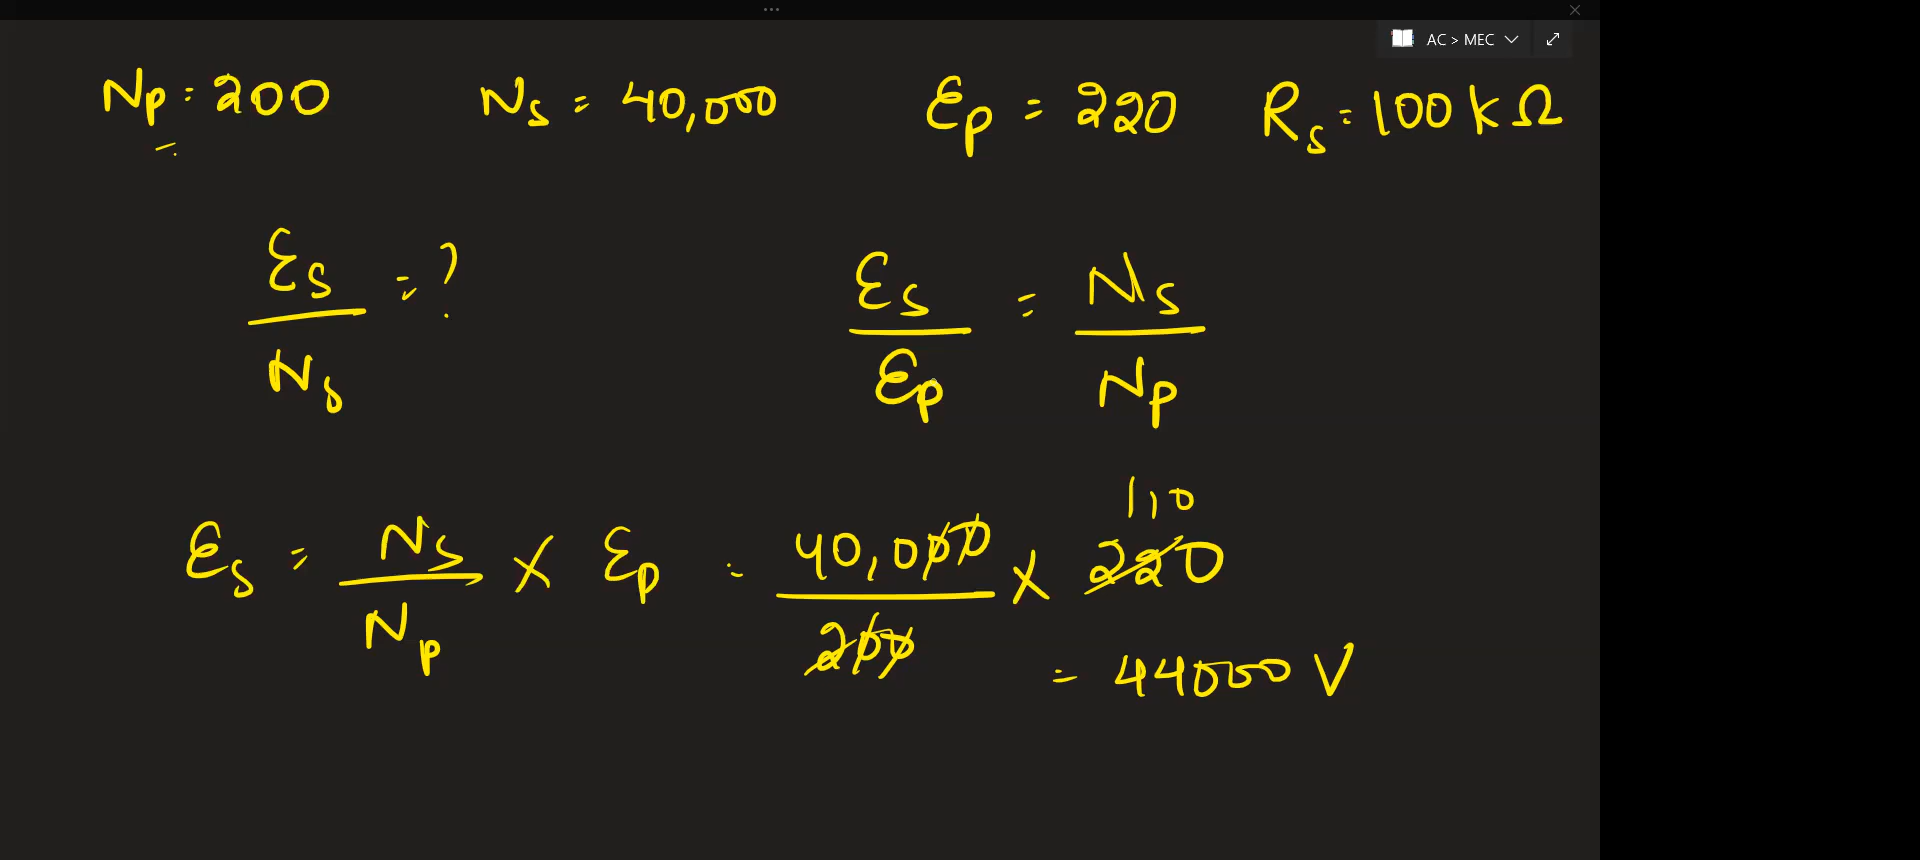 AC > MEC
Np = 200 Ns = 40,000 Ep = 220 Rs = 100 k Ω
Es/Ns = ? Es/Ep = Ns/Np
110
Es = Ns/Np × Ep = 40,000/200 × 220
= 44000 V